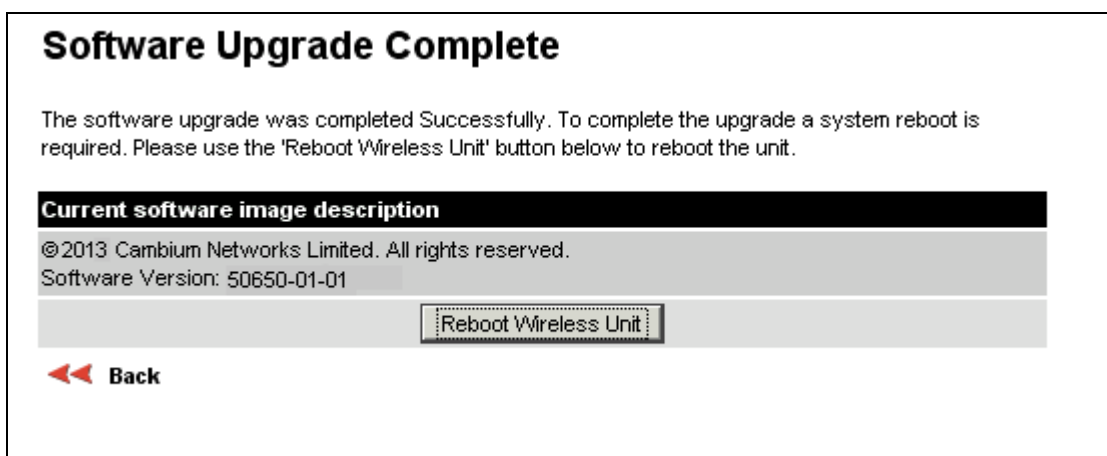 Software Upgrade Complete
The software upgrade was completed Successfully. To complete the upgrade a system reboot is
required. Please use the 'Reboot Wireless Unit' button below to reboot the unit.
Current software image description
©2013 Cambium Networks Limited. All rights reserved.
Software Version: 50650-01-01
Reboot Wireless Unit
Back